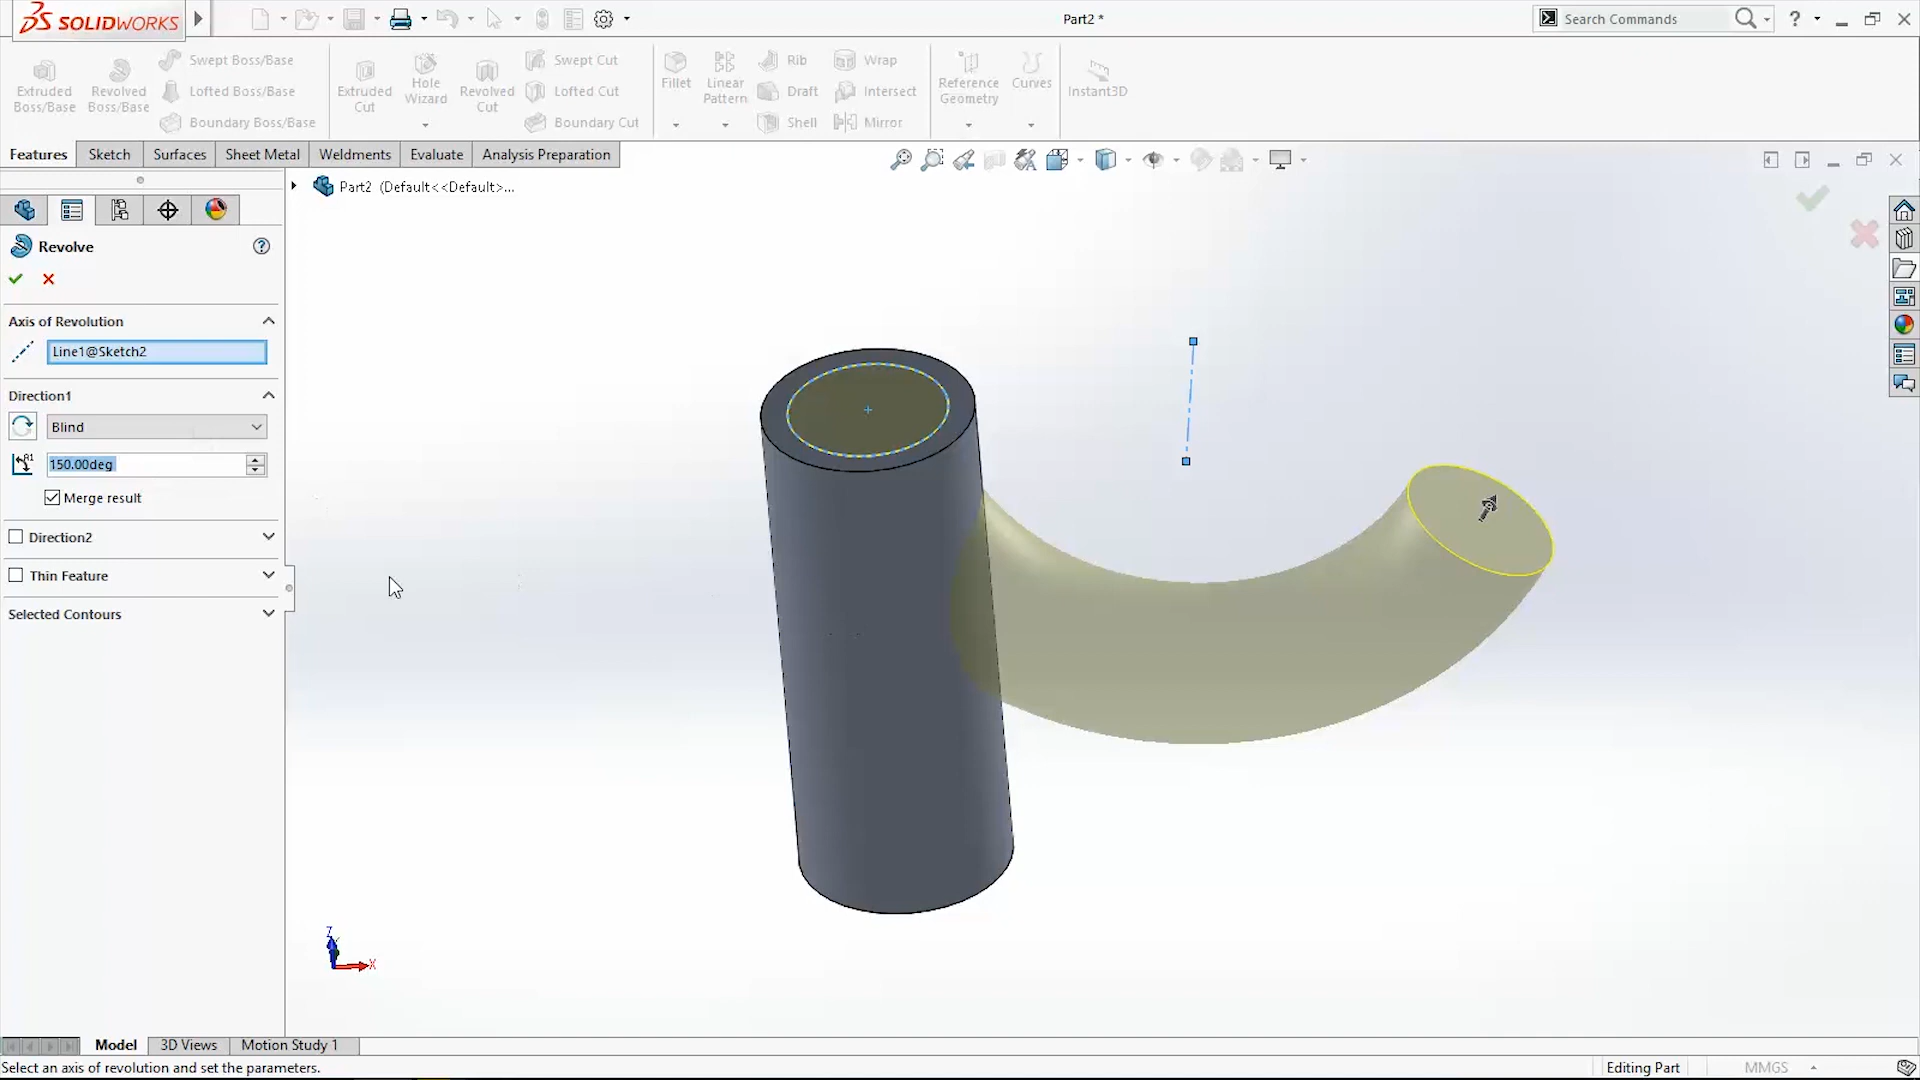 SOLIDWORKS
Part2 *
Search Commands
?
Extruded Boss/Base
Revolved Boss/Base
Swept Boss/Base
Lofted Boss/Base
Boundary Boss/Base
Extruded Cut
Hole Wizard
Revolved Cut
Swept Cut
Lofted Cut
Boundary Cut
Fillet
Linear Pattern
Rib
Draft
Shell
Wrap
Intersect
Mirror
Reference Geometry
Curves
Instant3D
Features
Sketch
Surfaces
Sheet Metal
Weldments
Evaluate
Analysis Preparation
Part2 (Default<<Default>...
Revolve
?
Axis of Revolution
Line1@Sketch2
Direction1
Blind
150.00deg
Merge result
Direction2
Thin Feature
Selected Contours
Z
X
Model
3D Views
Motion Study 1
Select an axis of revolution and set the parameters.
Editing Part
MMGS